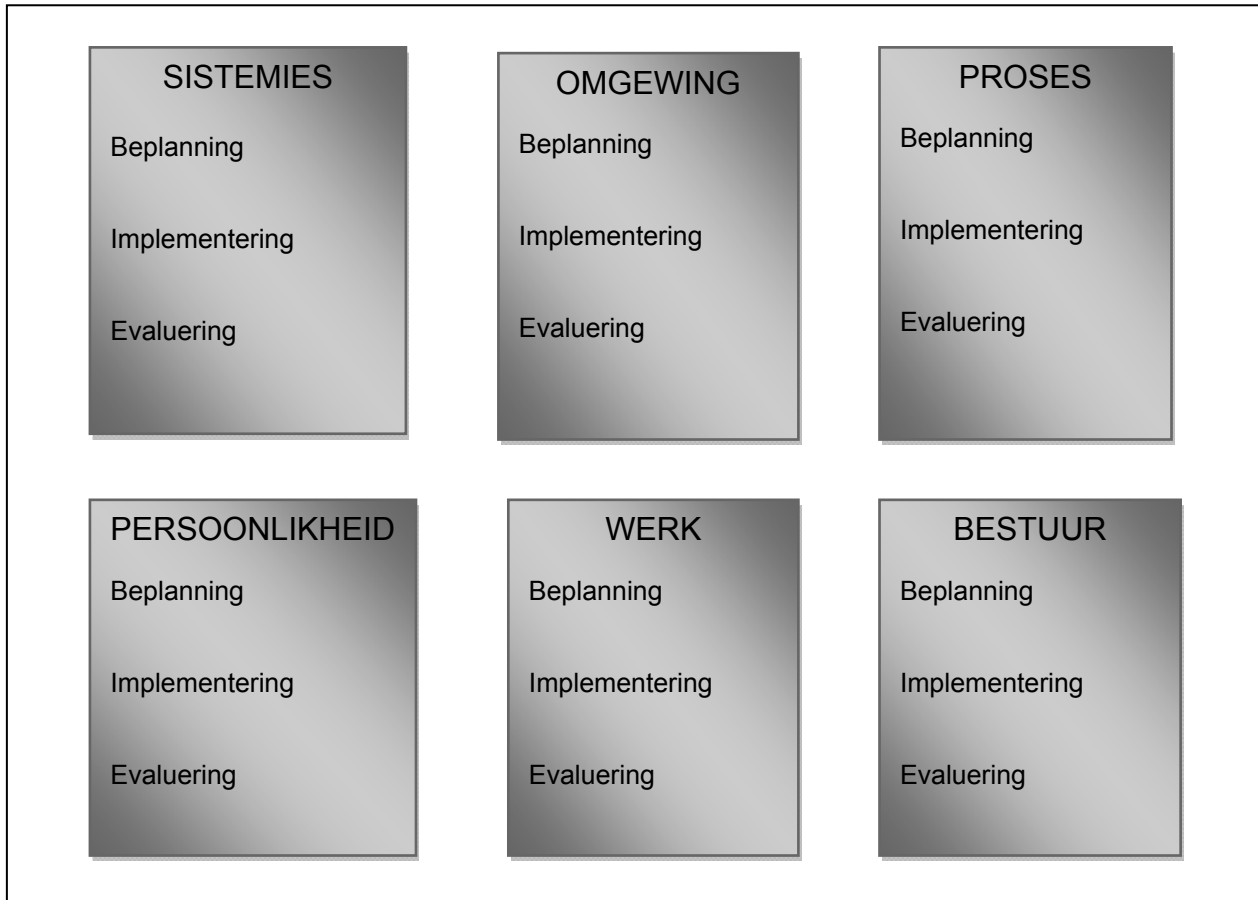 SISTEMIES
Beplanning
Implementering
Evaluering
OMGEWING
Beplanning
Implementering
Evaluering
PROSES
Beplanning
Implementering
Evaluering
PERSOONLIKHEID
Beplanning
Implementering
Evaluering
WERK
Beplanning
Implementering
Evaluering
BESTUUR
Beplanning
Implementering
Evaluering